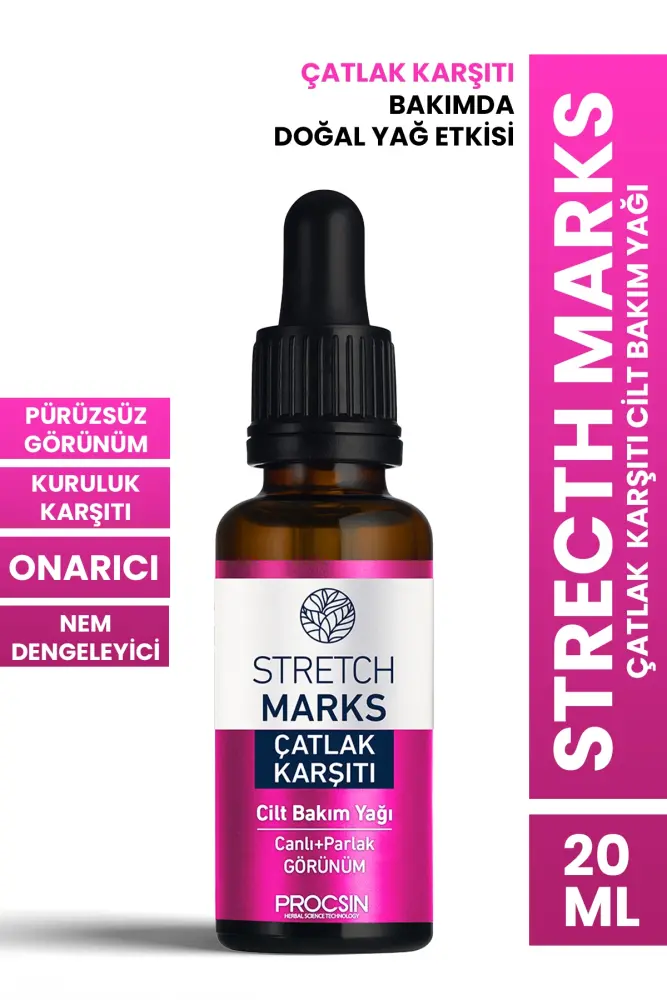 ÇATLAK KARŞITI
BAKIMDA
DOĞAL YAĞ ETKİSİ
PÜRÜZSÜZ
GÖRÜNÜM
KURULUK
KARŞITI
ONARICI
NEM
DENGELEYİCİ
STRETCH
MARKS
ÇATLAK
KARŞITI
Cilt Bakım Yağı
Canlı+Parlak
GÖRÜNÜM
PROCSIN
HERBAL SCIENCE TECHNOLOGY
STRECTH MARKS
ÇATLAK KARŞITI CİLT BAKIM YAĞI
20
ML